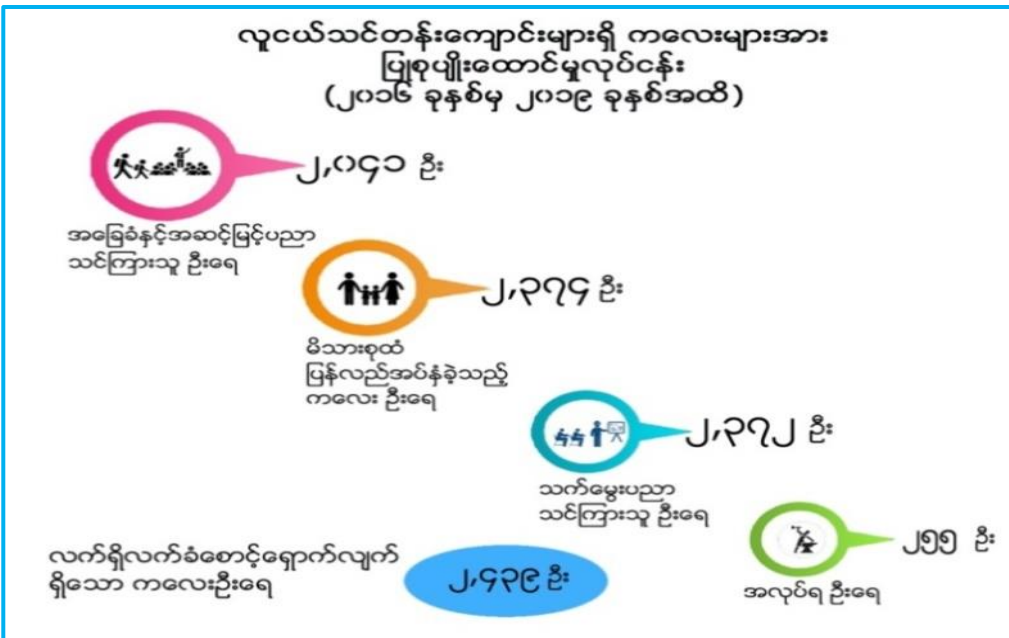 လူငယ်သင်တန်းကျောင်းများရှိ ကလေးများအား
ပြုစုပျိုးထောင်မှုလုပ်ငန်း
(၂၀၁၆ ခုနှစ်မှ ၂၀၁၉ ခုနှစ်အထိ)
၂,၀၄၁ ဦး
အခြေခံနှင့်အဆင့်မြင့်ပညာ
သင်ကြားသူ ဦးရေ
၂,၃၇၄ ဦး
မိသားစုထံ
ပြန်လည်အပ်နှံခဲ့သည့်
ကလေး ဦးရေ
၂,၃၇၂ ဦး
သက်မွေးပညာ
သင်ကြားသူ ဦးရေ
၂၅၅ ဦး
အလုပ်ရ ဦးရေ
လက်ရှိလက်ခံစောင့်ရှောက်လျက်
ရှိသော ကလေးဦးရေ
၂,၄၃၉ ဦး